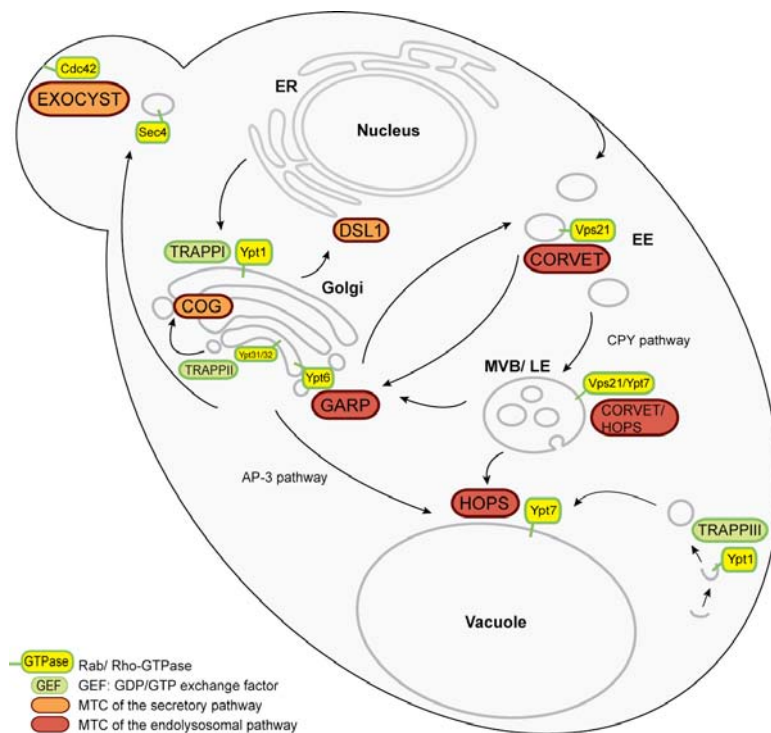 Cdc42
EXOCYST
Sec4
ER
Nucleus
DSL1
TRAPPI
Ypt1
Golgi
COG
TRAPPII
Ypt31/32
Ypt6
GARP
Vps21
EE
CORVET
CPY pathway
MVB/ LE
Vps21/Ypt7
CORVET/
HOPS
AP-3 pathway
HOPS
Ypt7
TRAPPIII
Ypt1
Vacuole
GTPase Rab/ Rho-GTPase
GEF GEF: GDP/GTP exchange factor
MTC of the secretory pathway
MTC of the endolysosomal pathway